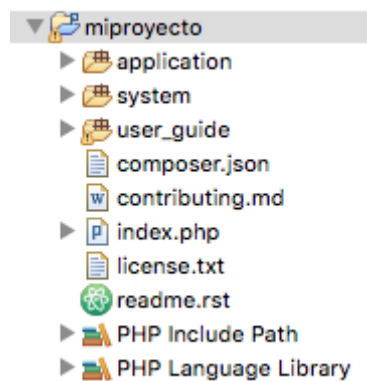 miproyecto
application
system
user_guide
composer.json
contributing.md
index.php
license.txt
readme.rst
PHP Include Path
PHP Language Library